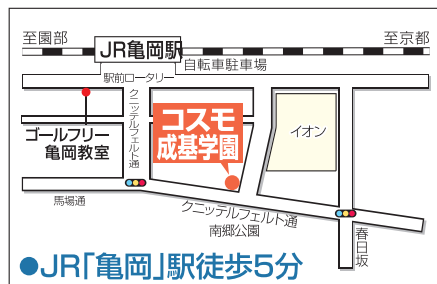 至園部
JR亀岡駅
至京都
自転車駐車場
駅前ロータリー
クニッテルフェルト通
コスモ
成基学園
イオン
ゴールフリー
亀岡教室
馬場通
クニッテルフェルト通
南郷公園
春日坂
●JR「亀岡」駅徒歩5分